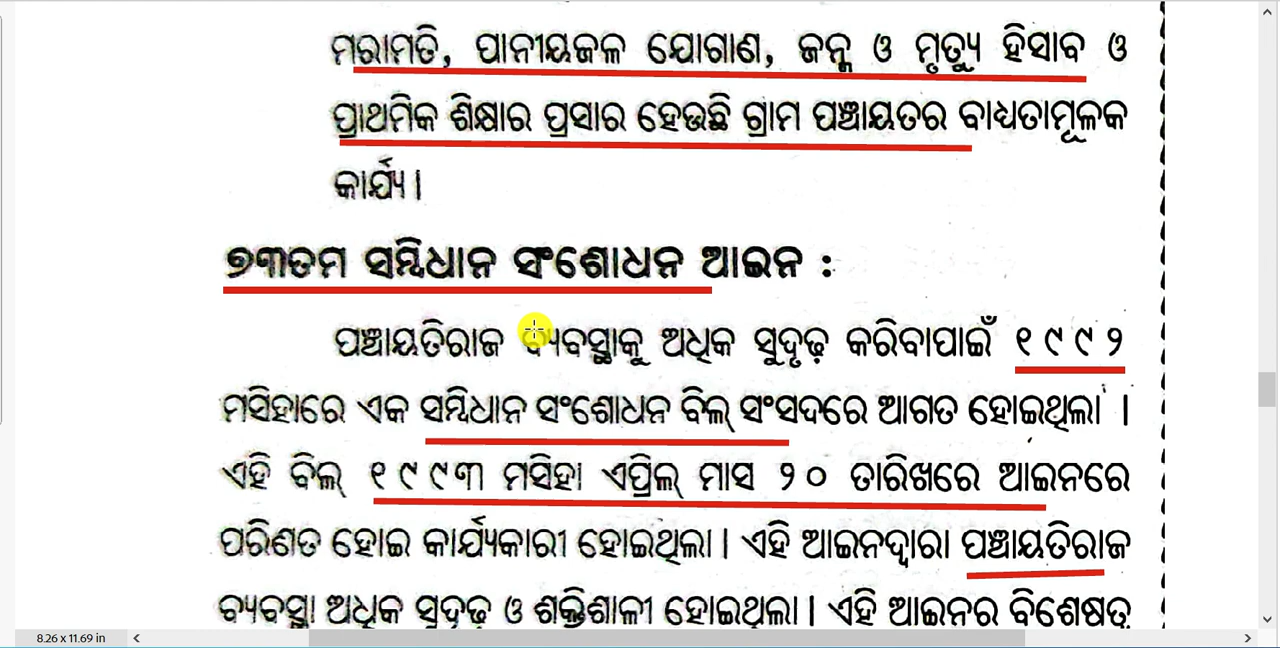 ମରାମତି, ପାନୀୟଜଳ ଯୋଗାଣ, ଜନ୍ମ ଓ ମୃତ୍ୟୁ ହିସାବ ଓ
ପ୍ରାଥମିକ ଶିକ୍ଷାର ପ୍ରସାର ହେଉଛି ଗ୍ରାମ ପଞ୍ଚାୟତର ବାଧ୍ୟତାମୂଳକ
କାର୍ଯ୍ୟ।
୭୩ତମ ସମ୍ବିଧାନ ସଂଶୋଧନ ଆଇନ :
ପଞ୍ଚାୟତିରାଜ ବ୍ୟବସ୍ଥାକୁ ଅଧିକ ସୁଦୃଢ଼ କରିବାପାଇଁ ୧୯୯୨
ମସିହାରେ ଏକ ସମ୍ବିଧାନ ସଂଶୋଧନ ବିଲ୍ ସଂସଦରେ ଆଗତ ହୋଇଥିଲା ।
ଏହି ବିଲ୍ ୧୯୯୩ ମସିହା ଏପ୍ରିଲ୍ ମାସ ୨୦ ତାରିଖରେ ଆଇନରେ
ପରିଣତ ହୋଇ କାର୍ଯ୍ୟକାରୀ ହୋଇଥିଲା। ଏହି ଆଇନଦ୍ୱାରା ପଞ୍ଚାୟତିରାଜ
ବ୍ୟବସ୍ଥା ଅଧିକ ସୁଦୃଢ଼ ଓ ଶକ୍ତିଶାଳୀ ହୋଇଥିଲା। ଏହି ଆଇନର ବିଶେଷତ୍ୱ
8.26 x 11.69 in